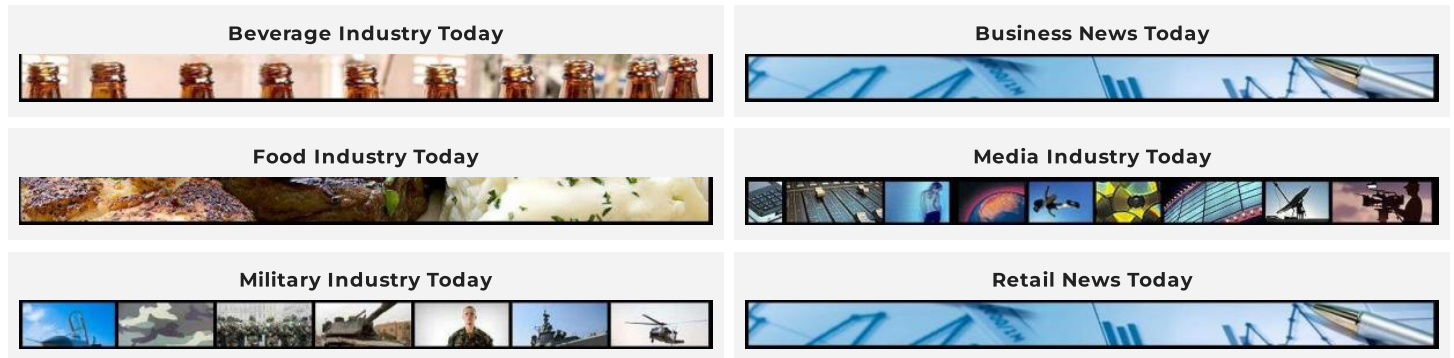 Beverage Industry Today
Business News Today
Food Industry Today
Media Industry Today
Military Industry Today
Retail News Today